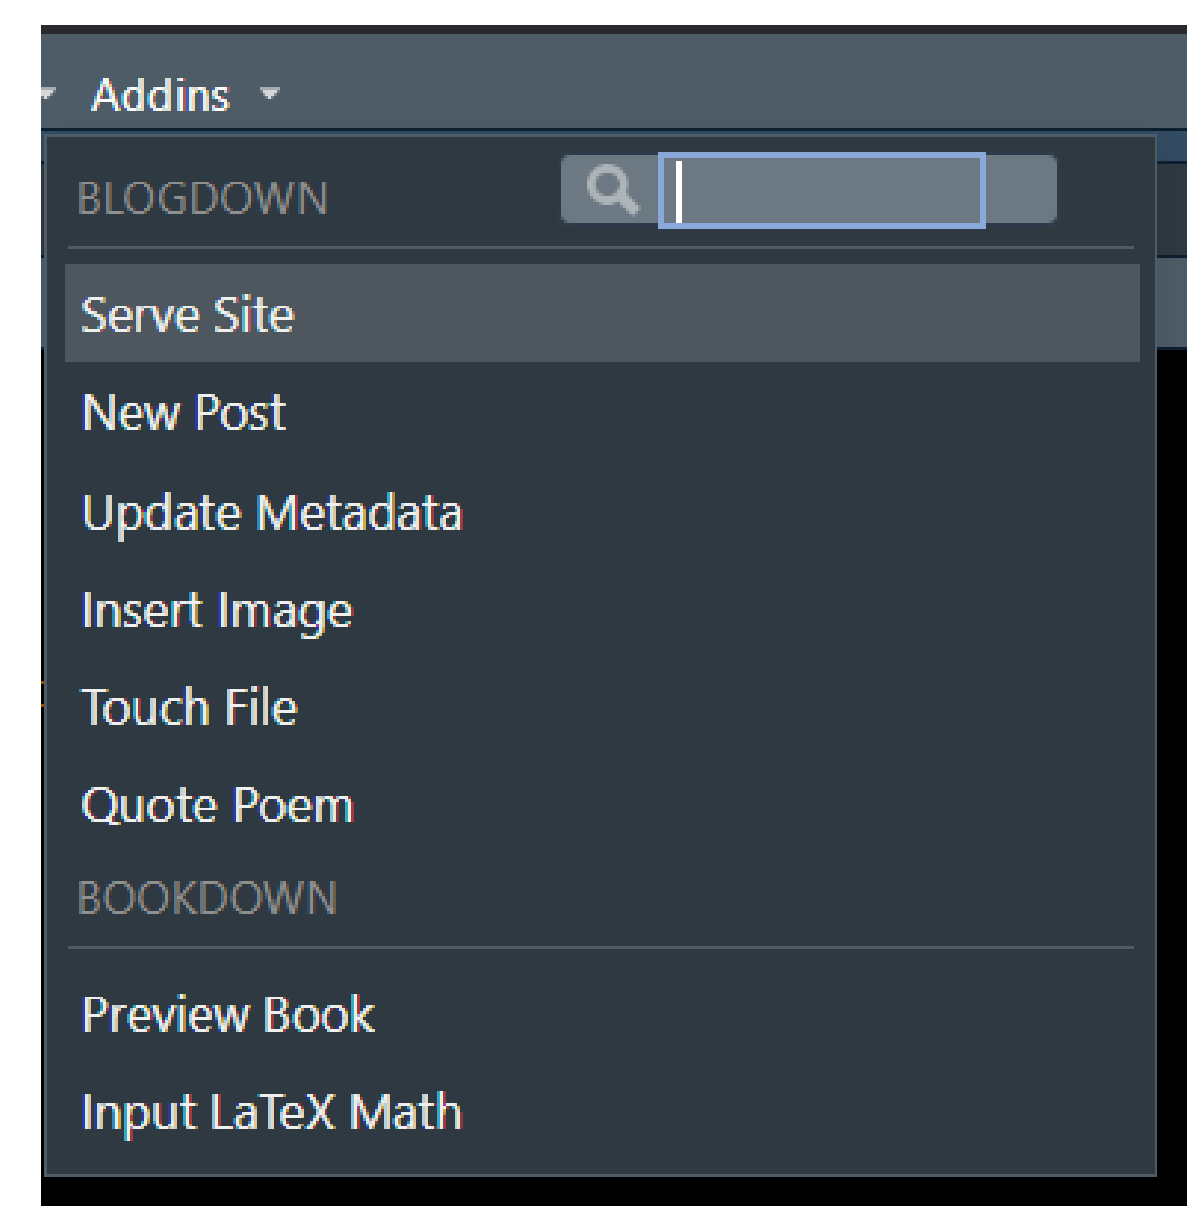 Addins
BLOGDOWN
Serve Site
New Post
Update Metadata
Insert Image
Touch File
Quote Poem
BOOKDOWN
Preview Book
Input LaTeX Math